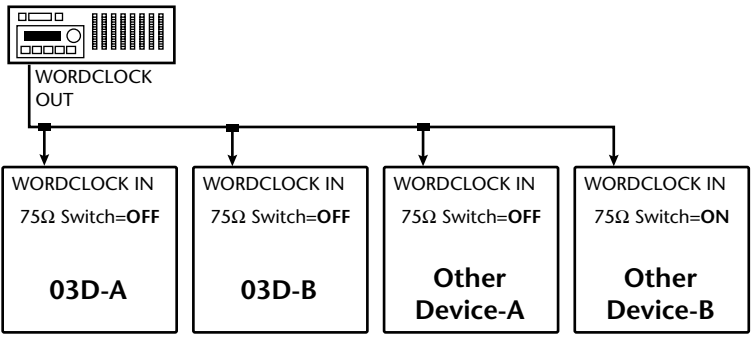 WORDCLOCK
OUT
WORDCLOCK IN
75Ω Switch=OFF
03D-A
WORDCLOCK IN
75Ω Switch=OFF
03D-B
WORDCLOCK IN
75Ω Switch=OFF
Other
Device-A
WORDCLOCK IN
75Ω Switch=ON
Other
Device-B